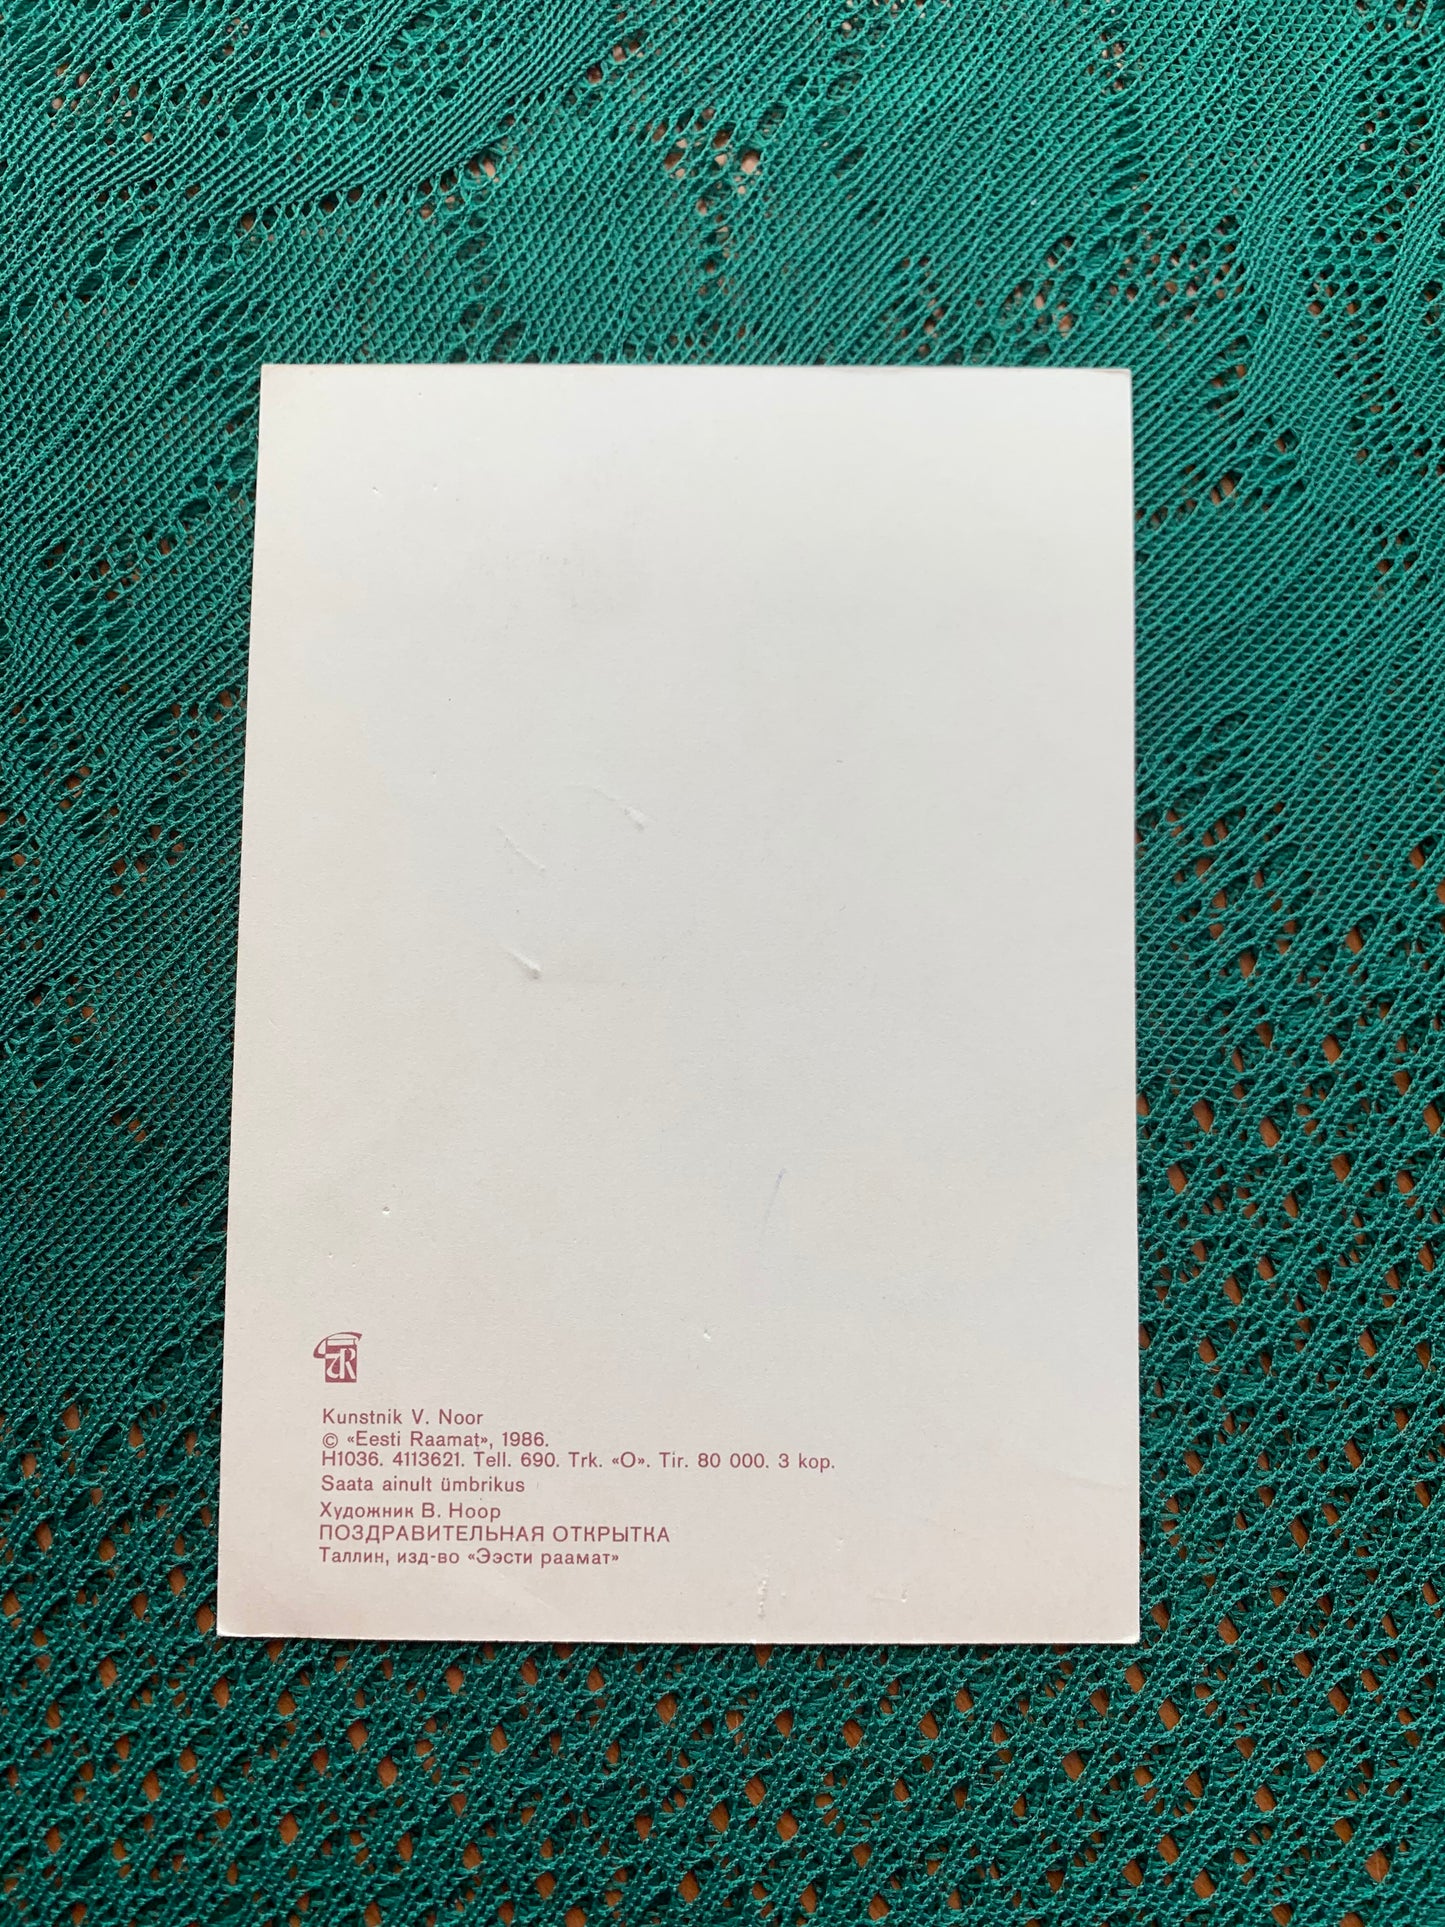 ER
Kunstnik V. Noor
© «Eesti Raamat», 1986.
H1036. 4113621. Tell. 690. Trk. «O». Tir. 80 000. 3 kop.
Saata ainult ümbrikus
Художник В. Ноор
ПОЗДРАВИТЕЛЬНАЯ ОТКРЫТКА
Таллин, изд-во «Ээсти раамат»